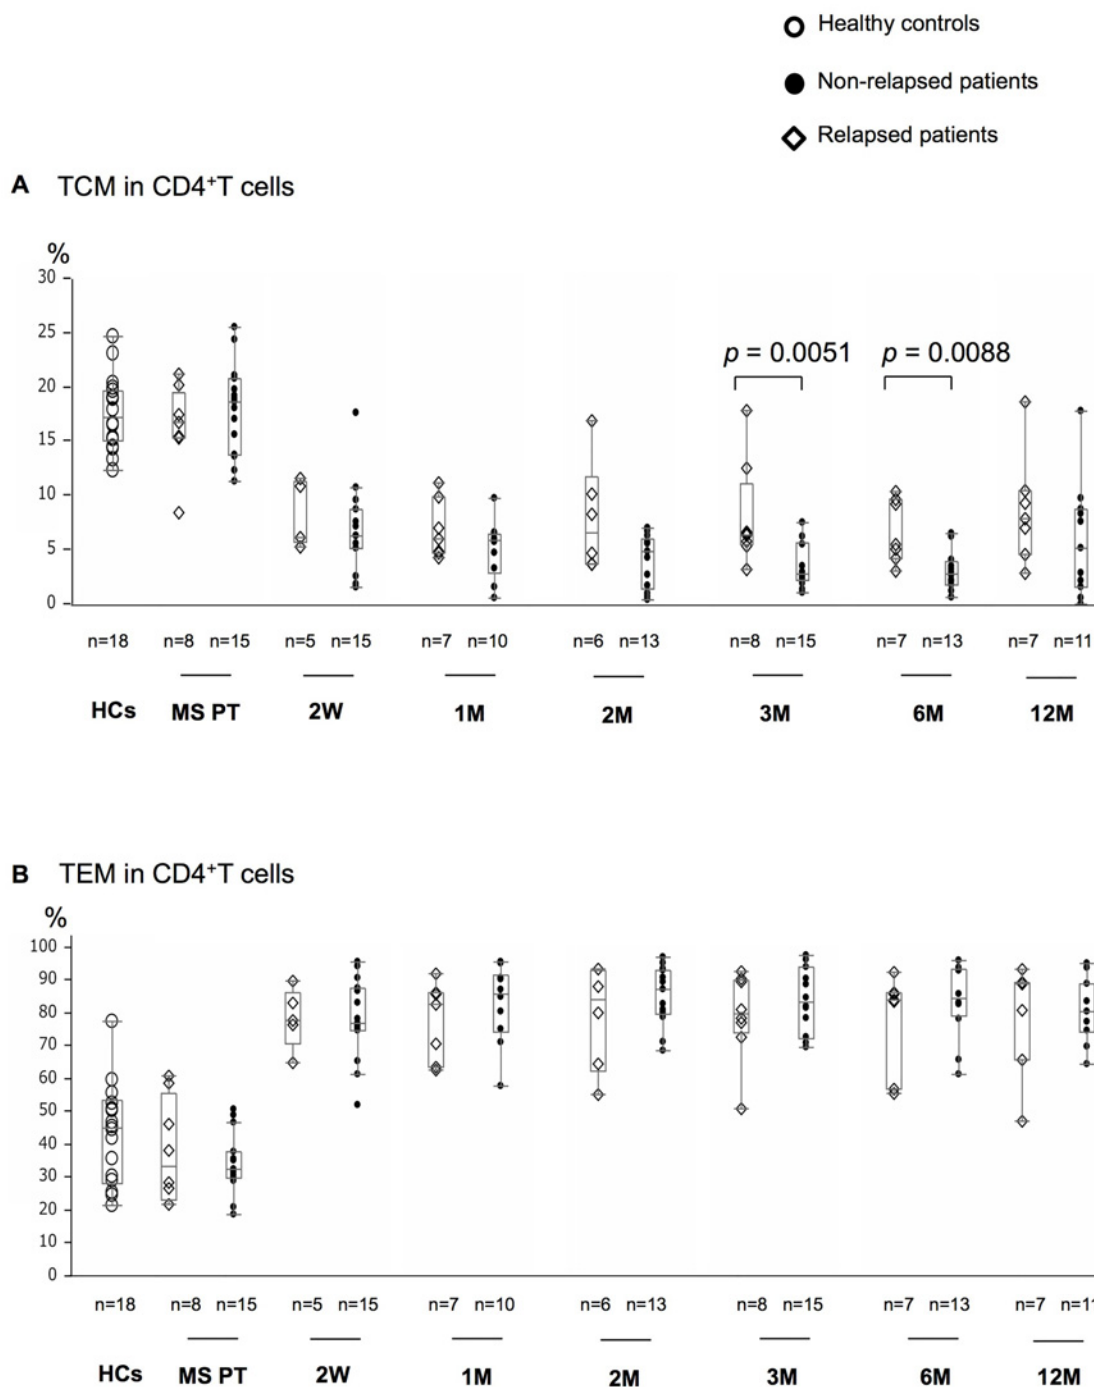 Healthy controls
Non-relapsed patients
Relapsed patients
A TCM in CD4⁺T cells
%
30
25
20
15
10
5
0
p = 0.0051 p = 0.0088
n=18 n=8 n=15 n=5 n=15 n=7 n=10 n=6 n=13 n=8 n=15 n=7 n=13 n=7 n=11
HCs MS PT 2W 1M 2M 3M 6M 12M
B TEM in CD4⁺T cells
%
100
90
80
70
60
50
40
30
20
10
0
n=18 n=8 n=15 n=5 n=15 n=7 n=10 n=6 n=13 n=8 n=15 n=7 n=13 n=7 n=11
HCs MS PT 2W 1M 2M 3M 6M 12M